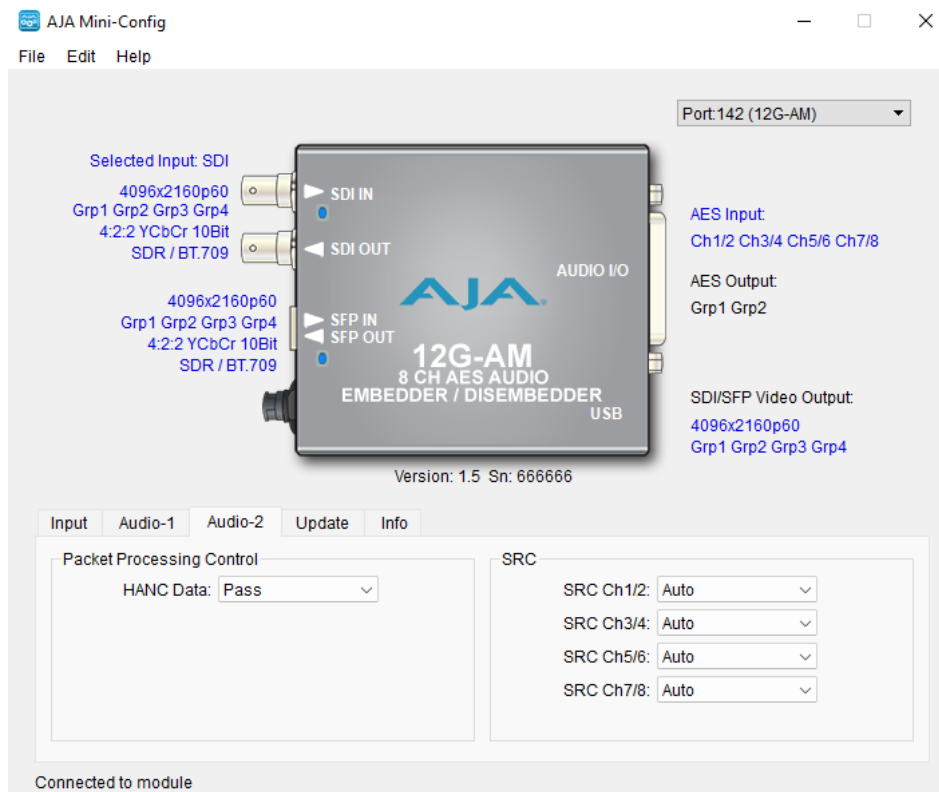 AJA Mini-Config
File Edit Help
Port:142 (12G-AM)
Selected Input: SDI
4096x2160p60
Grp1 Grp2 Grp3 Grp4
4:2:2 YCbCr 10Bit
SDR / BT.709
4096x2160p60
Grp1 Grp2 Grp3 Grp4
4:2:2 YCbCr 10Bit
SDR / BT.709
SDI IN
SDI OUT
AUDIO I/O
AJA
SFP IN
SFP OUT
12G-AM
8 CH AES AUDIO
EMBEDDER / DISEMBEDDER
USB
AES Input:
Ch1/2 Ch3/4 Ch5/6 Ch7/8
AES Output:
Grp1 Grp2
SDI/SFP Video Output:
4096x2160p60
Grp1 Grp2 Grp3 Grp4
Version: 1.5 Sn: 666666
Input Audio-1 Audio-2 Update Info
Packet Processing Control
HANC Data: Pass
SRC
SRC Ch1/2: Auto
SRC Ch3/4: Auto
SRC Ch5/6: Auto
SRC Ch7/8: Auto
Connected to module